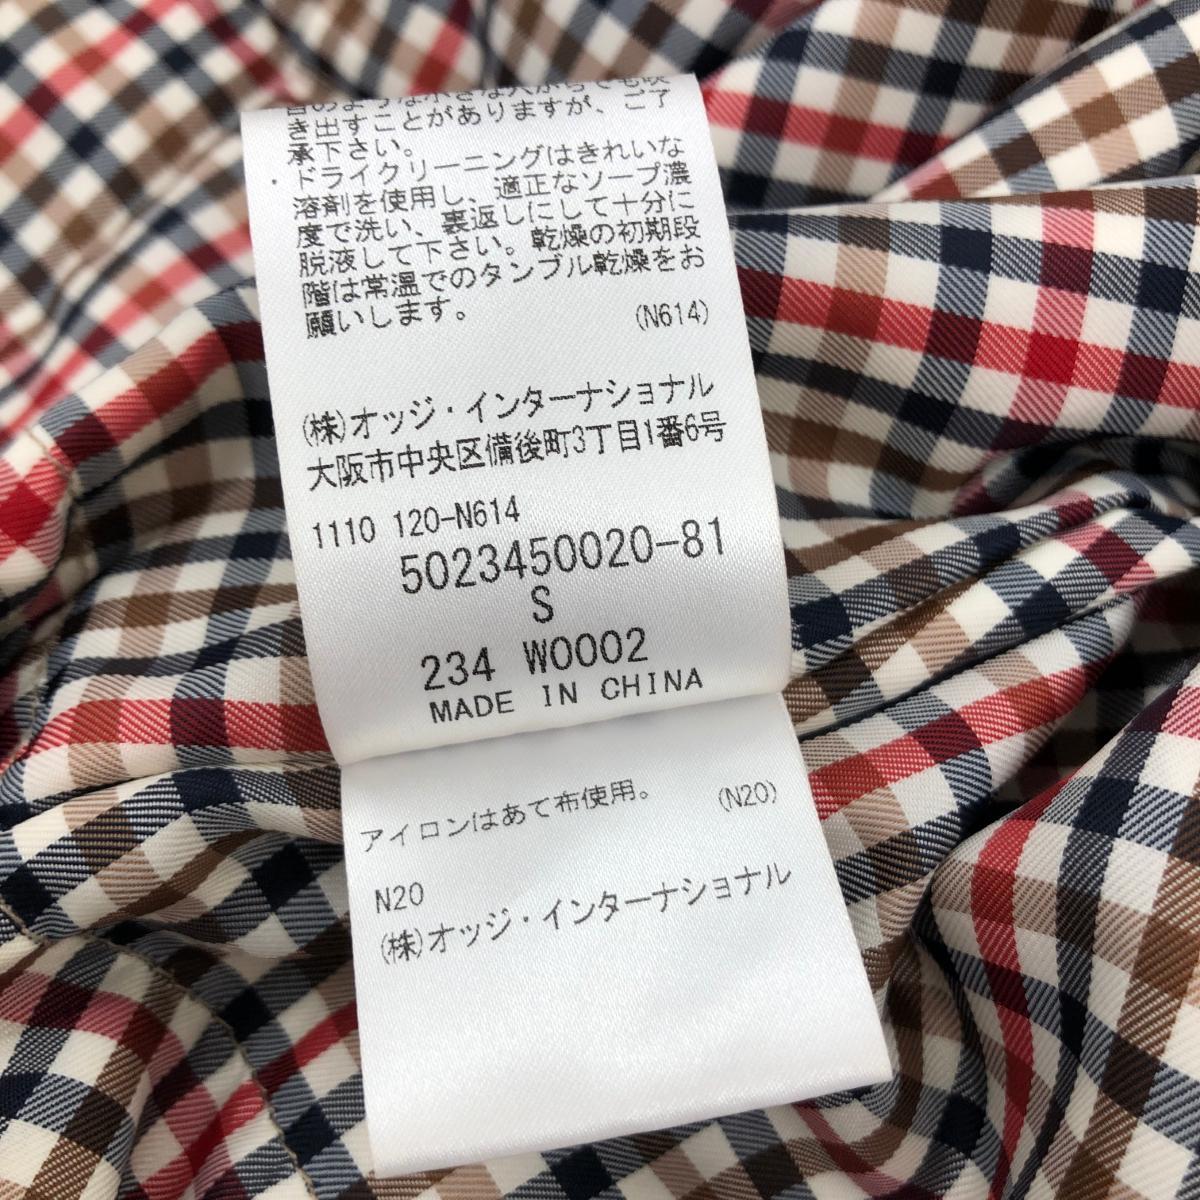 き出すことがありますが、ご了
承下さい。
・ドライクリーニングはきれいな
溶剤を使用し、適正なソープ濃
度で洗い、裏返しにして十分に
脱液して下さい。乾燥の初期段
階は常温でのタンブル乾燥をお
願いします。
(N614)
(株)オッジ・インターナショナル
大阪市中央区備後町3丁目1番6号
1110 120-N614
5023450020-81
S
234 W0002
MADE IN CHINA
アイロンはあて布使用。 (N20)
N20
(株)オッジ・インターナショナル